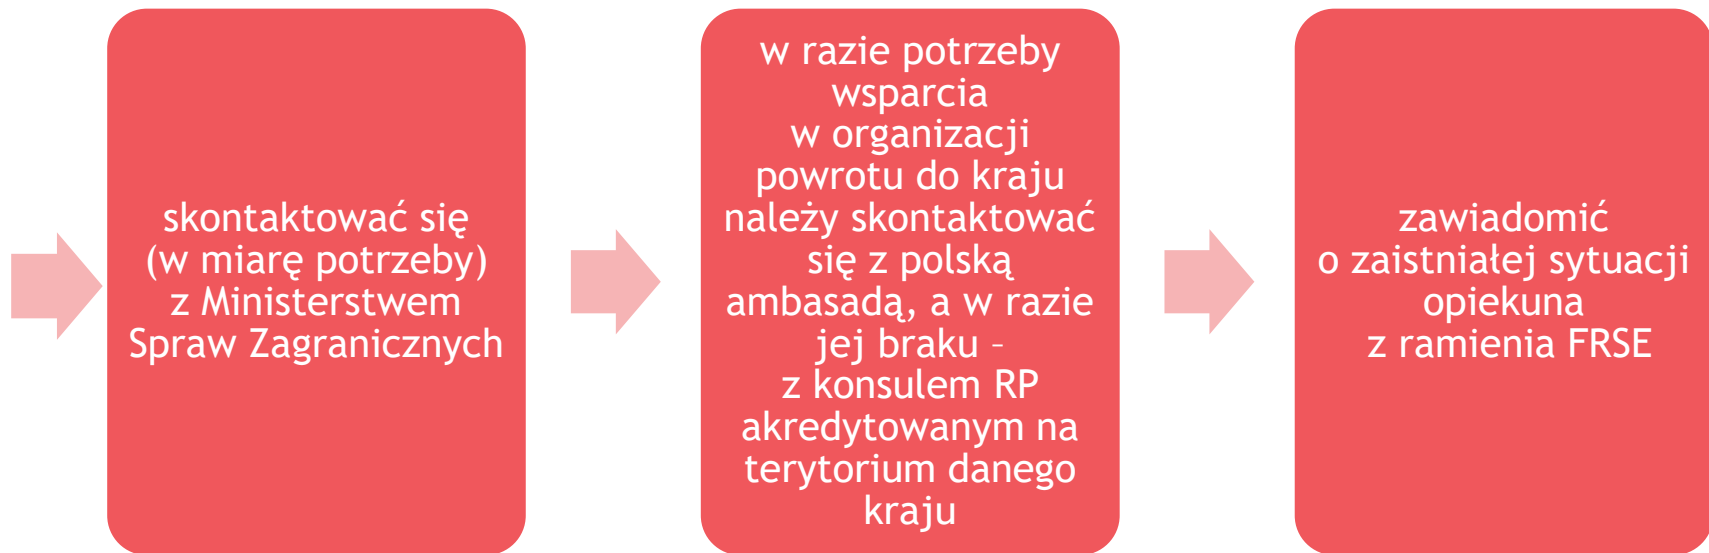 skontaktować się
(w miarę potrzeby)
z Ministerstwem
Spraw Zagranicznych
w razie potrzeby
wsparcia
w organizacji
powrotu do kraju
należy skontaktować
się z polską
ambasadą, a w razie
jej braku –
z konsulem RP
akredytowanym na
terytorium danego
kraju
zawiadomić
o zaistniałej sytuacji
opiekuna
z ramienia FRSE